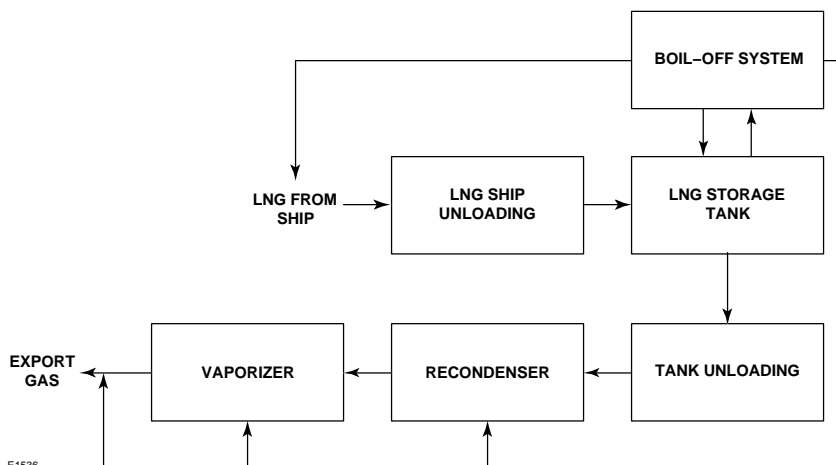 BOIL–OFF SYSTEM
LNG FROM
SHIP
LNG SHIP
UNLOADING
LNG STORAGE
TANK
EXPORT
GAS
VAPORIZER
RECONDENSER
TANK UNLOADING